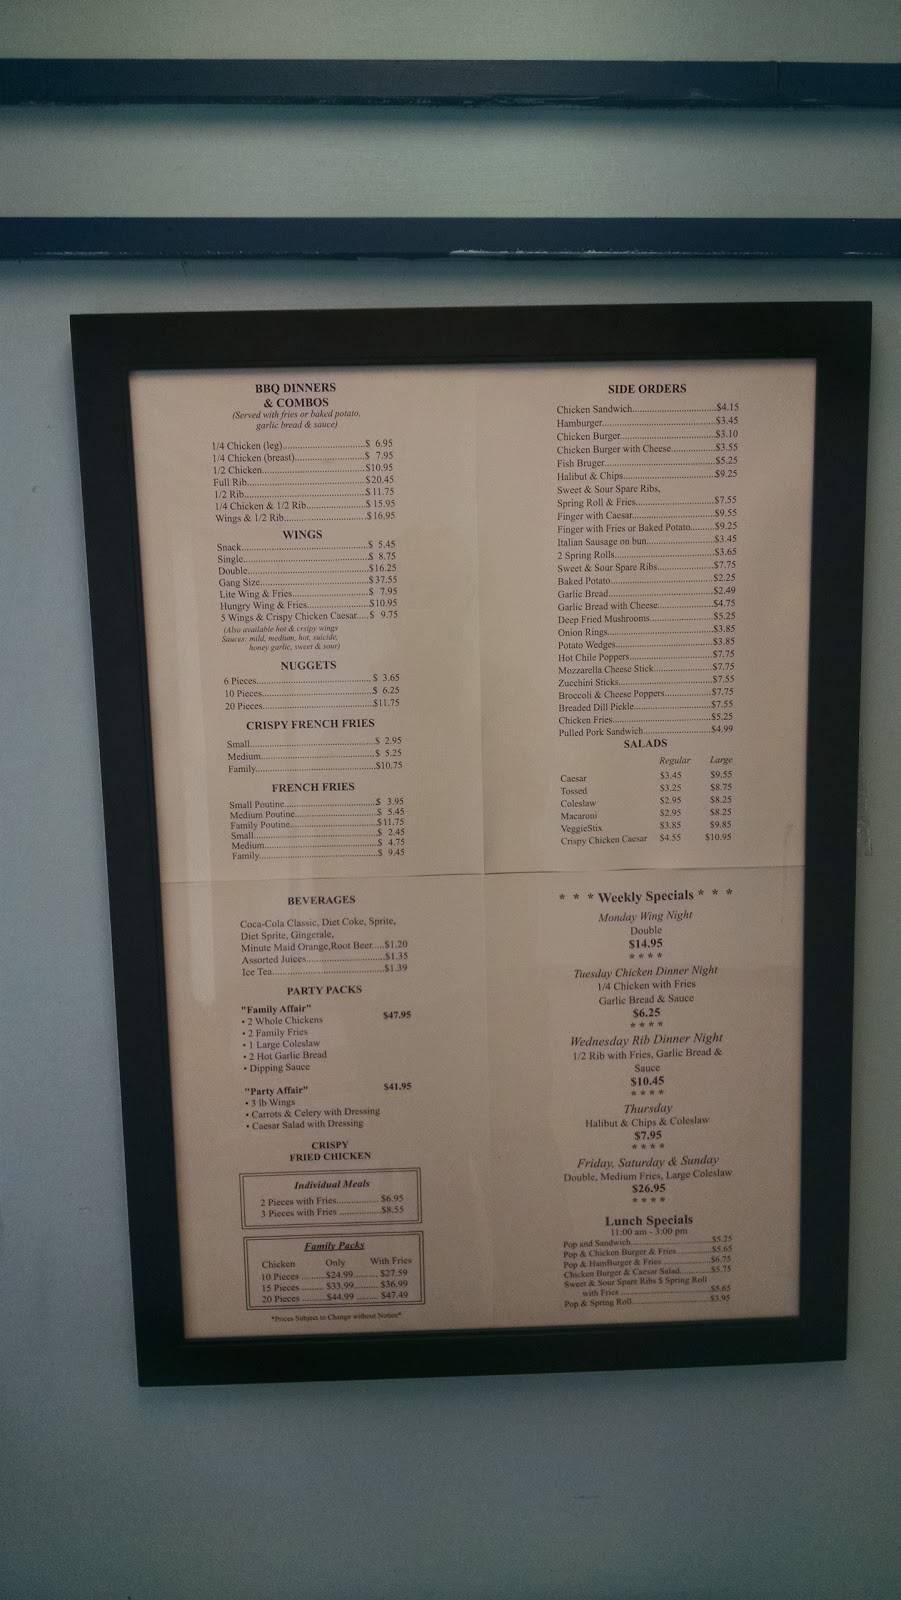 BBQ DINNERS
& COMBOS
(Served with fries or baked potato,
garlic bread & sauce)
1/4 Chicken (leg)..............................$ 6.95
1/4 Chicken (breast)..........................$ 7.95
1/2 Chicken......................................$10.95
Full Rib...........................................$20.45
1/2 Rib............................................$11.75
1/4 Chicken & 1/2 Rib......................$ 15.95
Wings & 1/2 Rib..............................$16.95
WINGS
Snack..............................................$ 5.45
Single..............................................$ 8.75
Double............................................$16.25
Gang Size.......................................$37.55
Lite Wing & Fries............................$ 7.95
Hungry Wing & Fries.......................$10.95
5 Wings & Crispy Chicken Caesar....$ 9.75
(Also available hot & crispy wings
Sauces: mild, medium, hot, suicide,
honey garlic, sweet & sour)
NUGGETS
6 Pieces..........................................$ 3.65
10 Pieces........................................$ 6.25
20 Pieces........................................$11.75
CRISPY FRENCH FRIES
Small..............................................$ 2.95
Medium..........................................$ 5.25
Family............................................$10.75
FRENCH FRIES
Small Poutine.................................$ 3.95
Medium Poutine.............................$ 5.45
Family Poutine...............................$11.75
Small..............................................$ 2.45
Medium..........................................$ 4.75
Family............................................$ 9.45
BEVERAGES
Coca-Cola Classic, Diet Coke, Sprite,
Diet Sprite, Gingerale,
Minute Maid Orange,Root Beer....$1.20
Assorted Juices............................$1.35
Ice Tea.........................................$1.39
PARTY PACKS
"Family Affair" $47.95
• 2 Whole Chickens
• 2 Family Fries
• 1 Large Coleslaw
• 2 Hot Garlic Bread
• Dipping Sauce
"Party Affair" $41.95
• 3 lb Wings
• Carrots & Celery with Dressing
• Caesar Salad with Dressing
CRISPY
FRIED CHICKEN
Individual Meals
2 Pieces with Fries................$6.95
3 Pieces with Fries ................$8.55
Family Packs
Chicken Only With Fries
10 Pieces .........$24.99.........$27.59
15 Pieces .........$33.99.........$36.99
20 Pieces .........$44.99.........$47.49
*Prices Subject to Change without Notice*
SIDE ORDERS
Chicken Sandwich..............................$4.15
Hamburger.........................................$3.45
Chicken Burger...................................$3.10
Chicken Burger with Cheese................$3.55
Fish Bruger........................................$5.25
Halibut & Chips..................................$9.25
Sweet & Sour Spare Ribs,
Spring Roll & Fries.............................$7.55
Finger with Caesar..............................$9.55
Finger with Fries or Baked Potato.........$9.25
Italian Sausage on bun........................$3.45
2 Spring Rolls.....................................$3.65
Sweet & Sour Spare Ribs.....................$7.75
Baked Potato......................................$2.25
Garlic Bread.......................................$2.49
Garlic Bread with Cheese....................$4.75
Deep Fried Mushrooms.......................$5.25
Onion Rings.......................................$3.85
Potato Wedges...................................$3.85
Hot Chile Poppers...............................$7.75
Mozzarella Cheese Stick......................$7.75
Zucchini Sticks...................................$7.55
Broccoli & Cheese Poppers..................$7.75
Breaded Dill Pickle..............................$7.55
Chicken Fries......................................$5.25
Pulled Pork Sandwich..........................$4.99
SALADS
Regular Large
Caesar $3.45 $9.55
Tossed $3.25 $8.75
Coleslaw $2.95 $8.25
Macaroni $2.95 $8.25
VeggieStix $3.85 $9.85
Crispy Chicken Caesar $4.55 $10.95
* * * Weekly Specials * * *
Monday Wing Night
Double
$14.95
* * * *
Tuesday Chicken Dinner Night
1/4 Chicken with Fries
Garlic Bread & Sauce
$6.25
* * * *
Wednesday Rib Dinner Night
1/2 Rib with Fries, Garlic Bread &
Sauce
$10.45
* * * *
Thursday
Halibut & Chips & Coleslaw
$7.95
* * * *
Friday, Saturday & Sunday
Double, Medium Fries, Large Coleslaw
$26.95
* * * *
Lunch Specials
11:00 am - 3:00 pm
Pop and Sandwich..............................$5.25
Pop & Chicken Burger & Fries..............$5.65
Pop & HamBurger & Fries...................$6.75
Chicken Burger & Caesar Salad............$5.75
Sweet & Sour Spare Ribs $ Spring Roll
with Fries ..........................$5.65
Pop & Spring Roll..............................$3.95